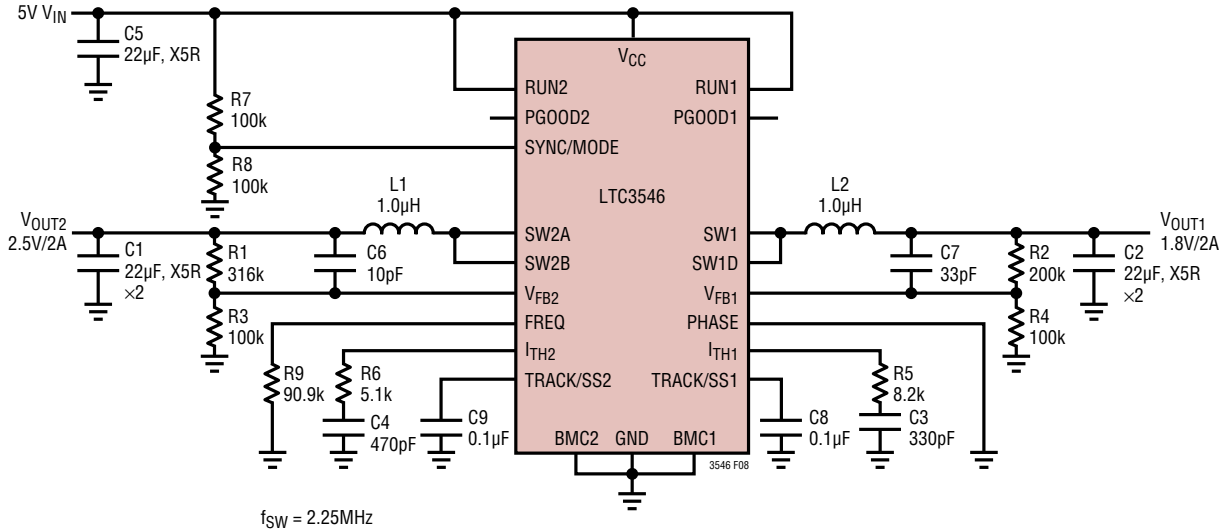 5V VIN
C5
22µF, X5R
R7
100k
R8
100k
VCC
RUN2
RUN1
PGOOD2
PGOOD1
SYNC/MODE
LTC3546
VOUT2
2.5V/2A
C1
22µF, X5R
×2
R1
316k
R3
100k
C6
10pF
L1
1.0µH
SW2A
SW2B
VFB2
FREQ
ITH2
TRACK/SS2
SW1
SW1D
VFB1
PHASE
ITH1
TRACK/SS1
L2
1.0µH
C7
33pF
R2
200k
R4
100k
C2
22µF, X5R
×2
VOUT1
1.8V/2A
R9
90.9k
R6
5.1k
C4
470pF
C9
0.1µF
BMC2
GND
BMC1
3546 F08
C8
0.1µF
R5
8.2k
C3
330pF
fSW = 2.25MHz